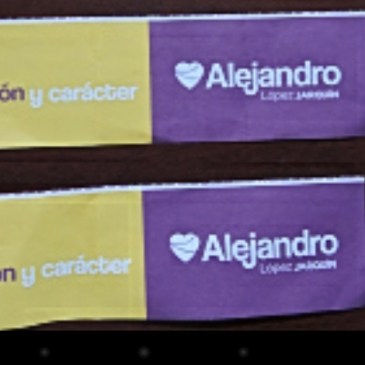 ón y carácter
Alejandro
López JARQUÍN
ón y carácter
Alejandro
López JARQUÍN